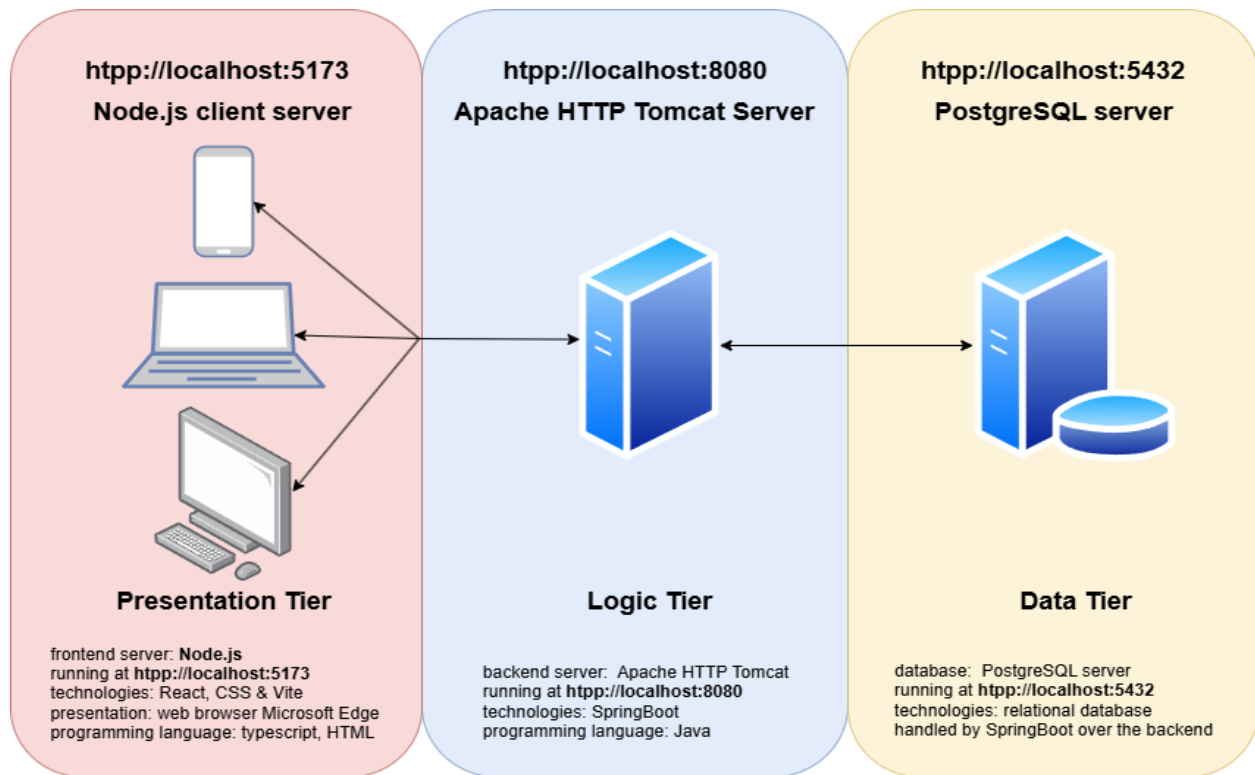 htpp://localhost:5173
Node.js client server
Presentation Tier
frontend server: Node.js
running at htpp://localhost:5173
technologies: React, CSS & Vite
presentation: web browser Microsoft Edge
programming language: typescript, HTML
htpp://localhost:8080
Apache HTTP Tomcat Server
Logic Tier
backend server:  Apache HTTP Tomcat
running at htpp://localhost:8080
technologies: SpringBoot
programming language: Java
htpp://localhost:5432
PostgreSQL server
Data Tier
database:  PostgreSQL server
running at htpp://localhost:5432
technologies: relational database
handled by SpringBoot over the backend